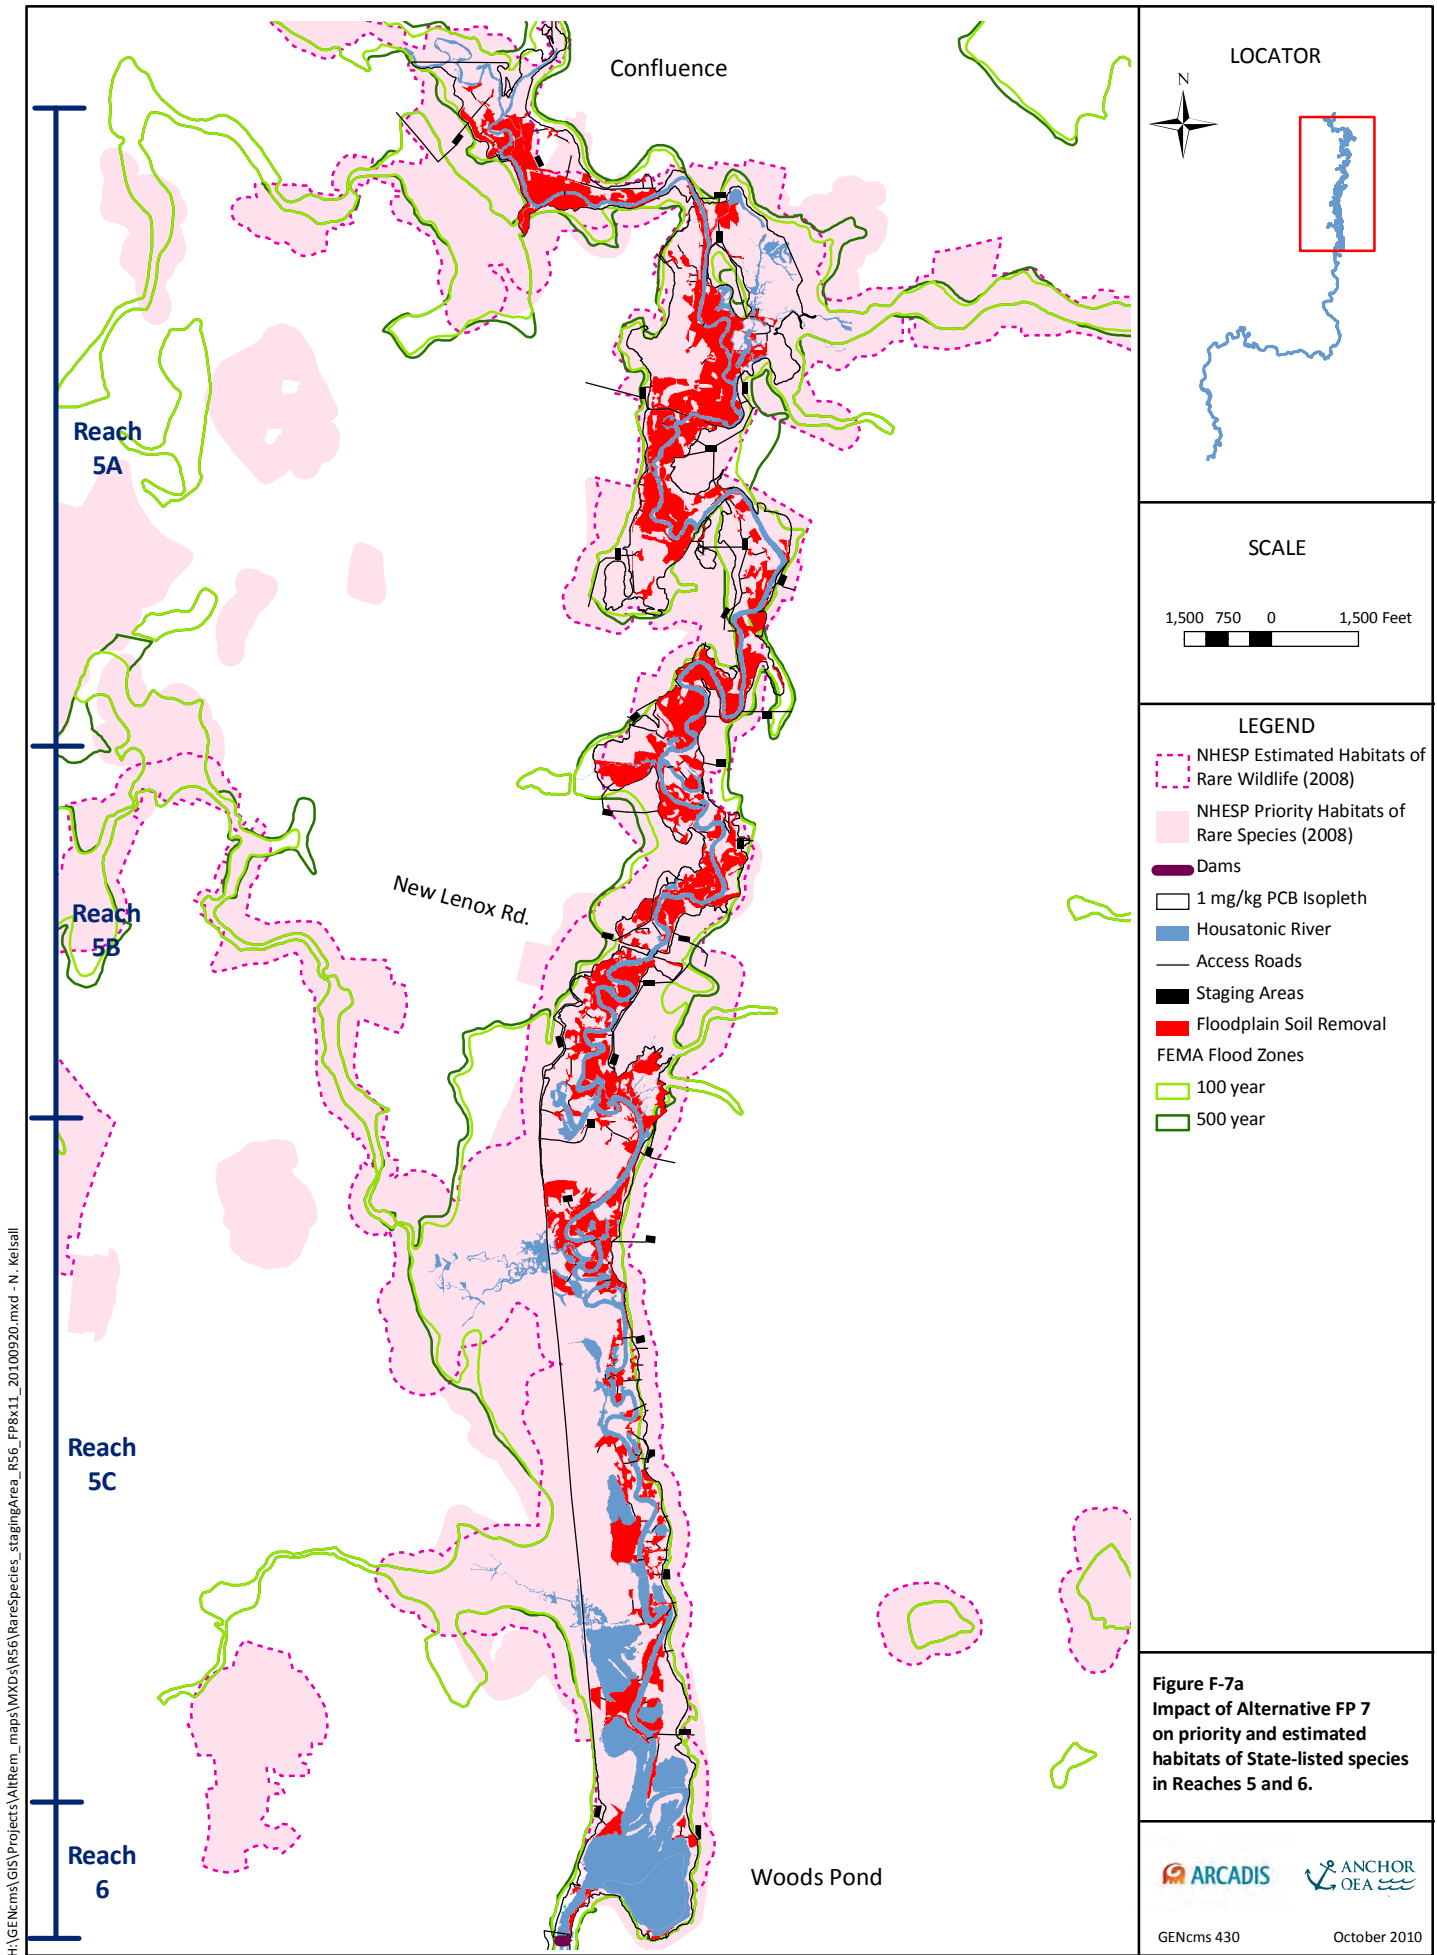 Confluence
Reach
5A
New Lenox Rd.
Reach
5B
Reach
5C
Reach
6
Woods Pond
H:\GENcms\GIS\Projects\AltRem_maps\MXDs\R56\RareSpecies_stagingArea_R56_FP8x11_20100920.mxd - N. Kelsall
LOCATOR
N
SCALE
1,500 750 0 1,500 Feet
LEGEND
NHESP Estimated Habitats of
Rare Wildlife (2008)
NHESP Priority Habitats of
Rare Species (2008)
Dams
1 mg/kg PCB Isopleth
Housatonic River
Access Roads
Staging Areas
Floodplain Soil Removal
FEMA Flood Zones
100 year
500 year
Figure F-7a
Impact of Alternative FP 7
on priority and estimated
habitats of State-listed species
in Reaches 5 and 6.
ARCADIS
ANCHOR
QEA
GENcms 430
October 2010